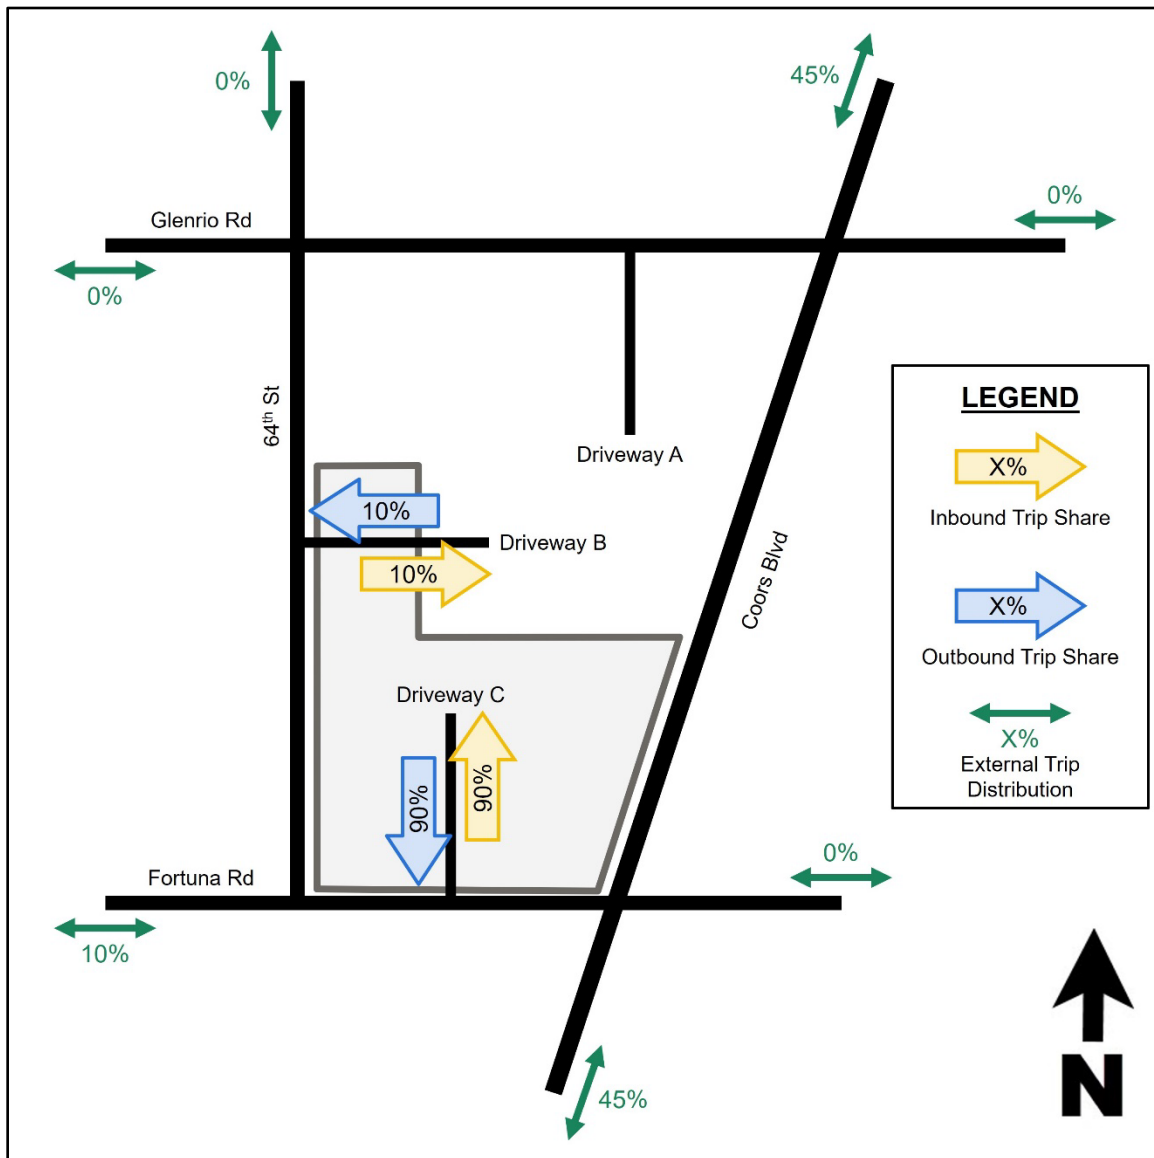 0%
45%
0%
Glenrio Rd
0%
64th St
Driveway A
LEGEND
X%
Inbound Trip Share
X%
Outbound Trip Share
X%
External Trip
Distribution
10%
Driveway B
10%
Coors Blvd
Driveway C
90%
90%
0%
Fortuna Rd
10%
45%
N